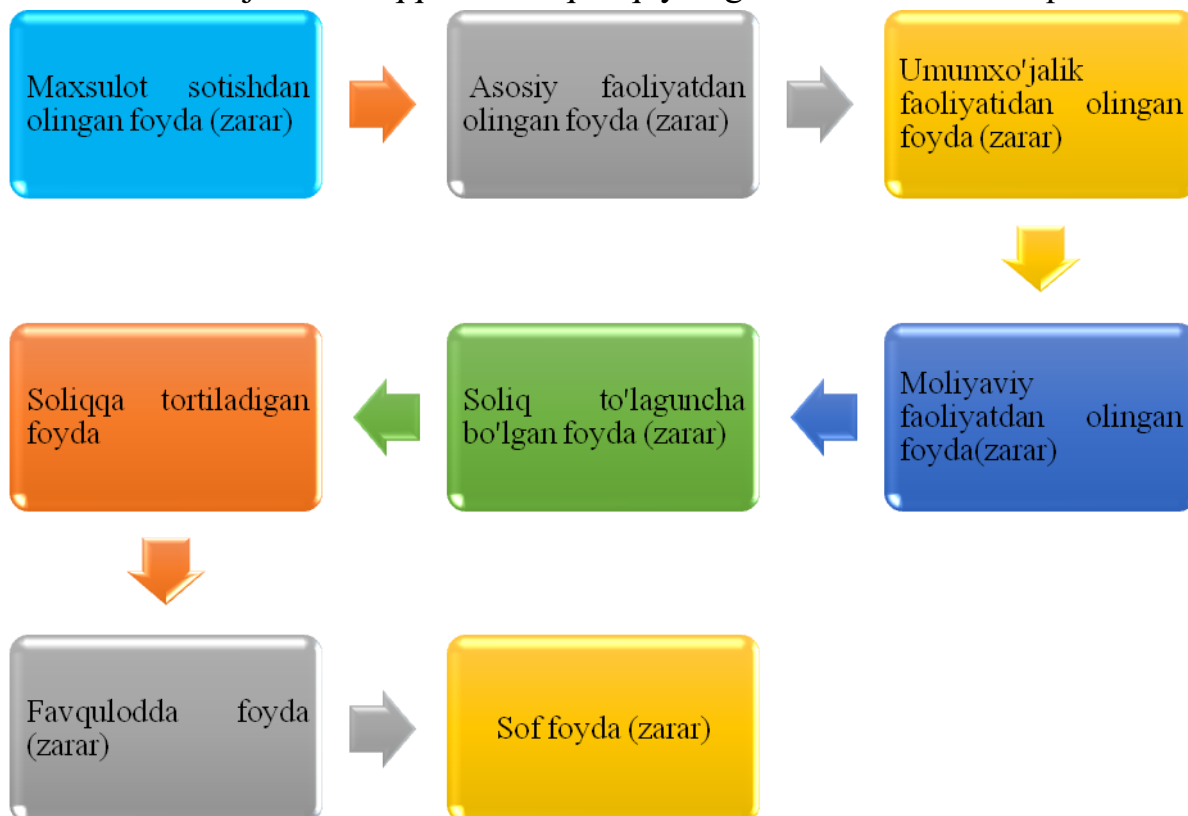 Maxsulot sotishdan
olingan foyda (zarar)
Asosiy faoliyatdan
olingan foyda (zarar)
Umumxo'jalik
faoliyatidan olingan
foyda (zarar)
Moliyaviy
faoliyatdan olingan
foyda(zarar)
Soliq to'laguncha
bo'lgan foyda (zarar)
Soliqqa tortiladigan
foyda
Favqulodda foyda
(zarar)
Sof foyda (zarar)